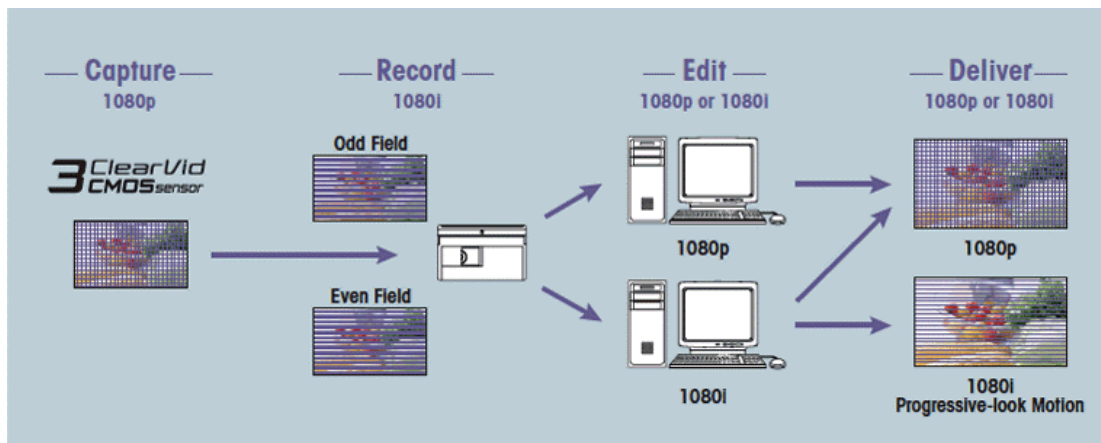 Capture
1080p
Record
1080i
Edit
1080p or 1080i
Deliver
1080p or 1080i
3 ClearVid
CMOS sensor
Odd Field
Even Field
1080p
1080i
1080p
1080i
Progressive-look Motion